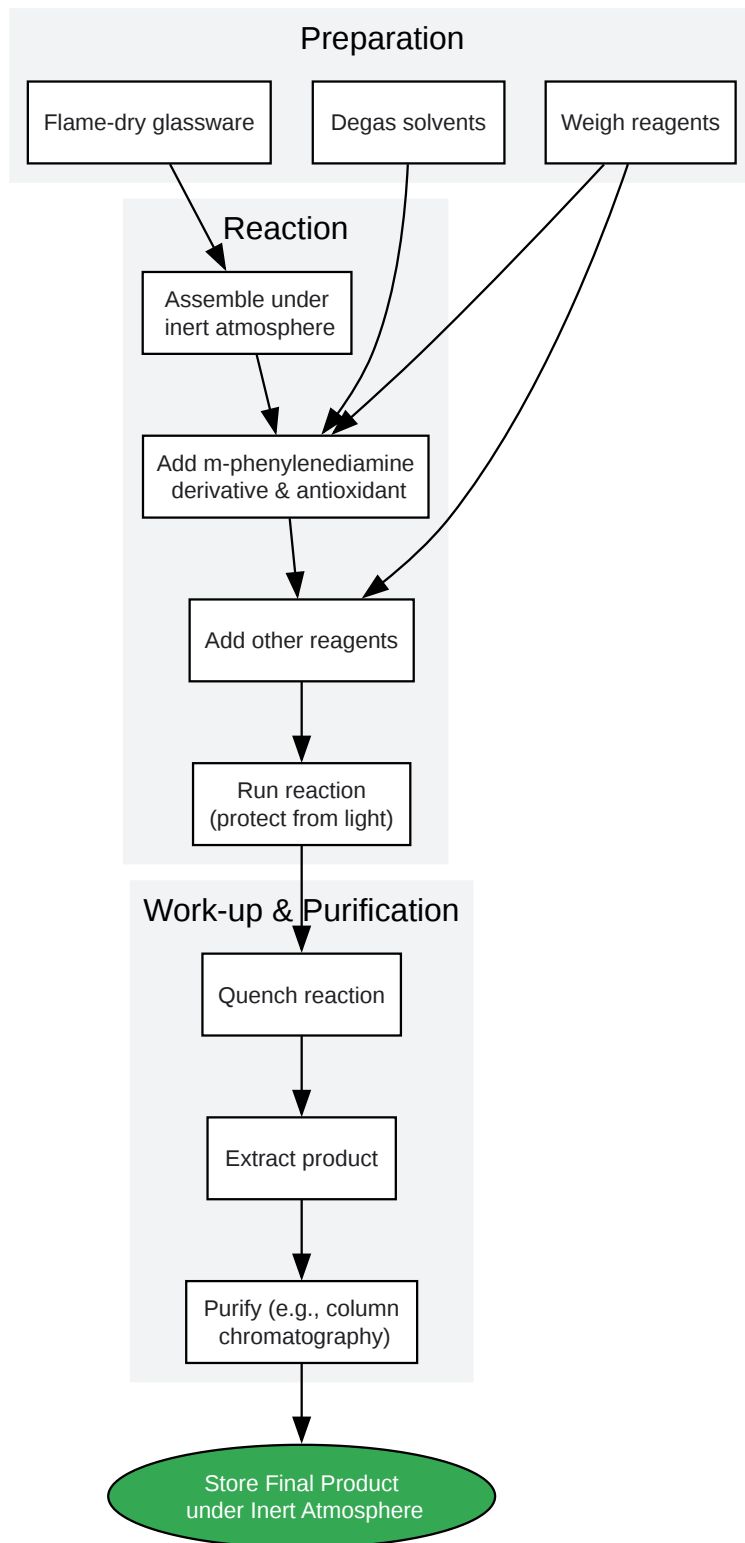 Preparation
Flame-dry glassware
Degas solvents
Weigh reagents
Reaction
Assemble under
inert atmosphere
Add m-phenylenediamine
derivative & antioxidant
Add other reagents
Run reaction
(protect from light)
Work-up & Purification
Quench reaction
Extract product
Purify (e.g., column
chromatography)
Store Final Product
under Inert Atmosphere